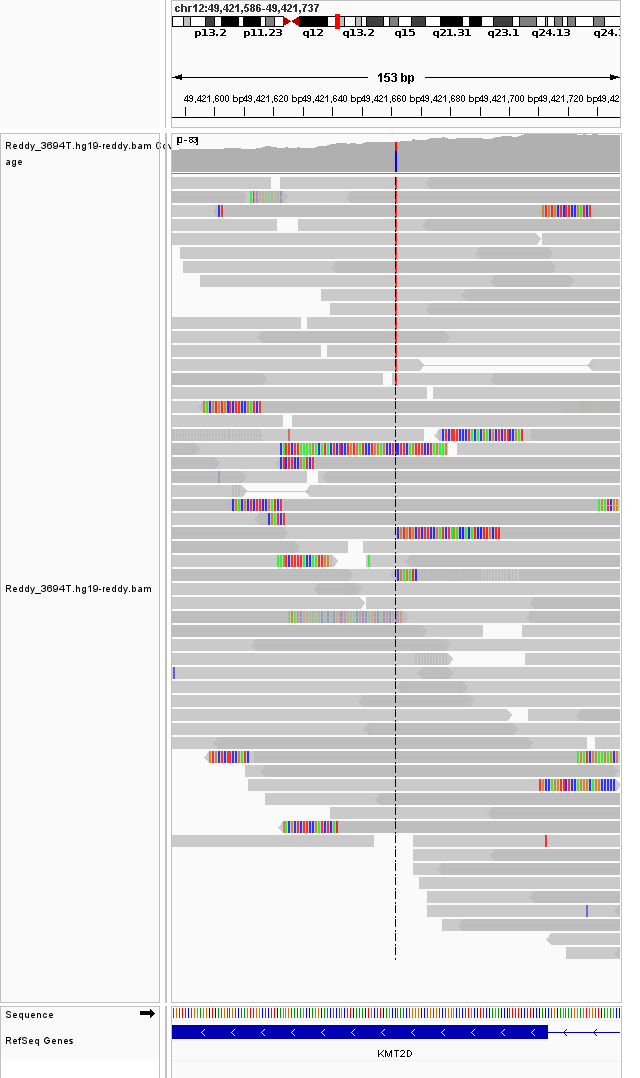 chr12:49,421,586-49,421,737
p13.2 p11.23 q12 q13.2 q15 q21.31 q23.1 q24.13 q24.
153 bp
49,421,600 bp 49,421,620 bp 49,421,640 bp 49,421,660 bp 49,421,680 bp 49,421,700 bp 49,421,720 bp 49,42
[0 - 83]
Reddy_3694T.hg19-reddy.bam Cov
age
Reddy_3694T.hg19-reddy.bam
Sequence
RefSeq Genes
KMT2D